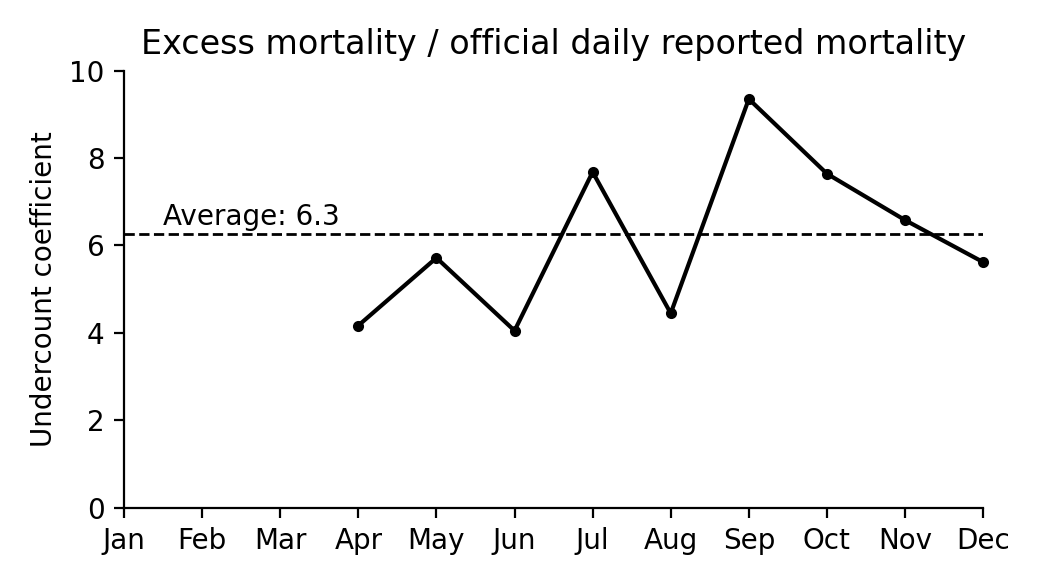 Excess mortality / official daily reported mortality
Undercount coefficient
10
8
6
4
2
0
Average: 6.3
Jan Feb Mar Apr May Jun Jul Aug Sep Oct Nov Dec